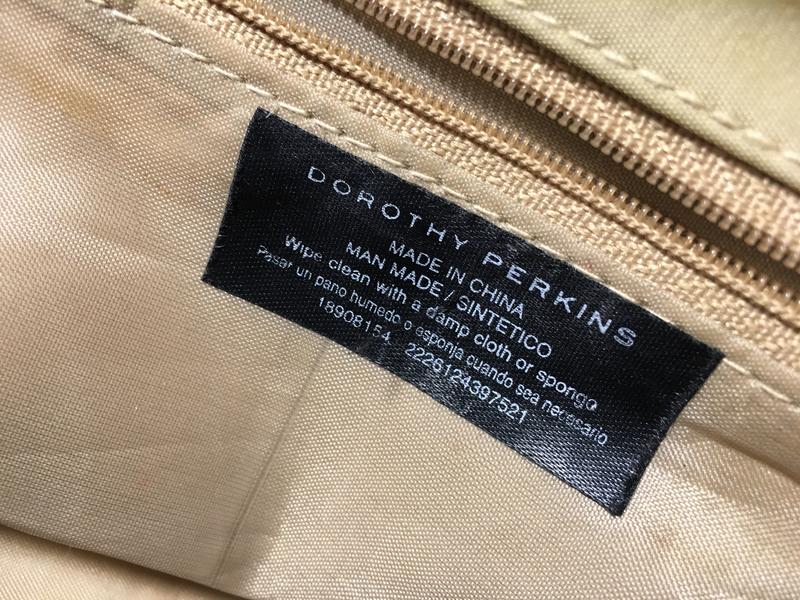 DOROTHY PERKINS
MADE IN CHINA
MAN MADE / SINTETICO
Wipe clean with a damp cloth or sponge
Pasar un pano humedo o esponja cuando sea necesario
18908154 2226124397521